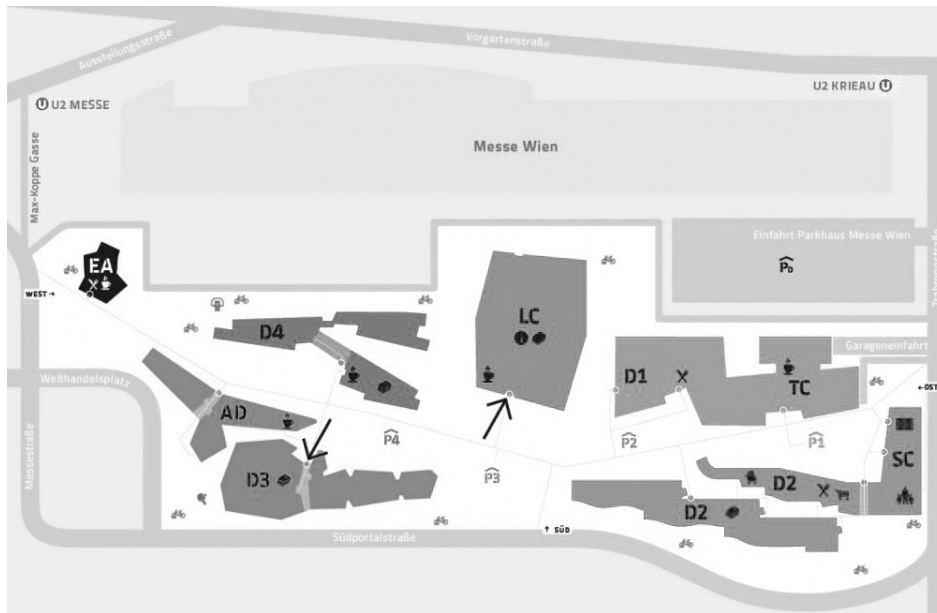 Ausstellungsstraße
Vorgartenstraße
U2 MESSE
U2 KRIEAU
U
U
Messe Wien
Max-Koppe Gasse
Einfahrt Parkhaus Messe Wien
PD
EA
WEST →
D4
LC
i
Garageneinfahrt
D1
TC
← OST
Welthandelsplatz
AD
P4
P2
P1
P3
D3
SC
D2
D2
Messestraße
↑ SÜD
Südportalstraße